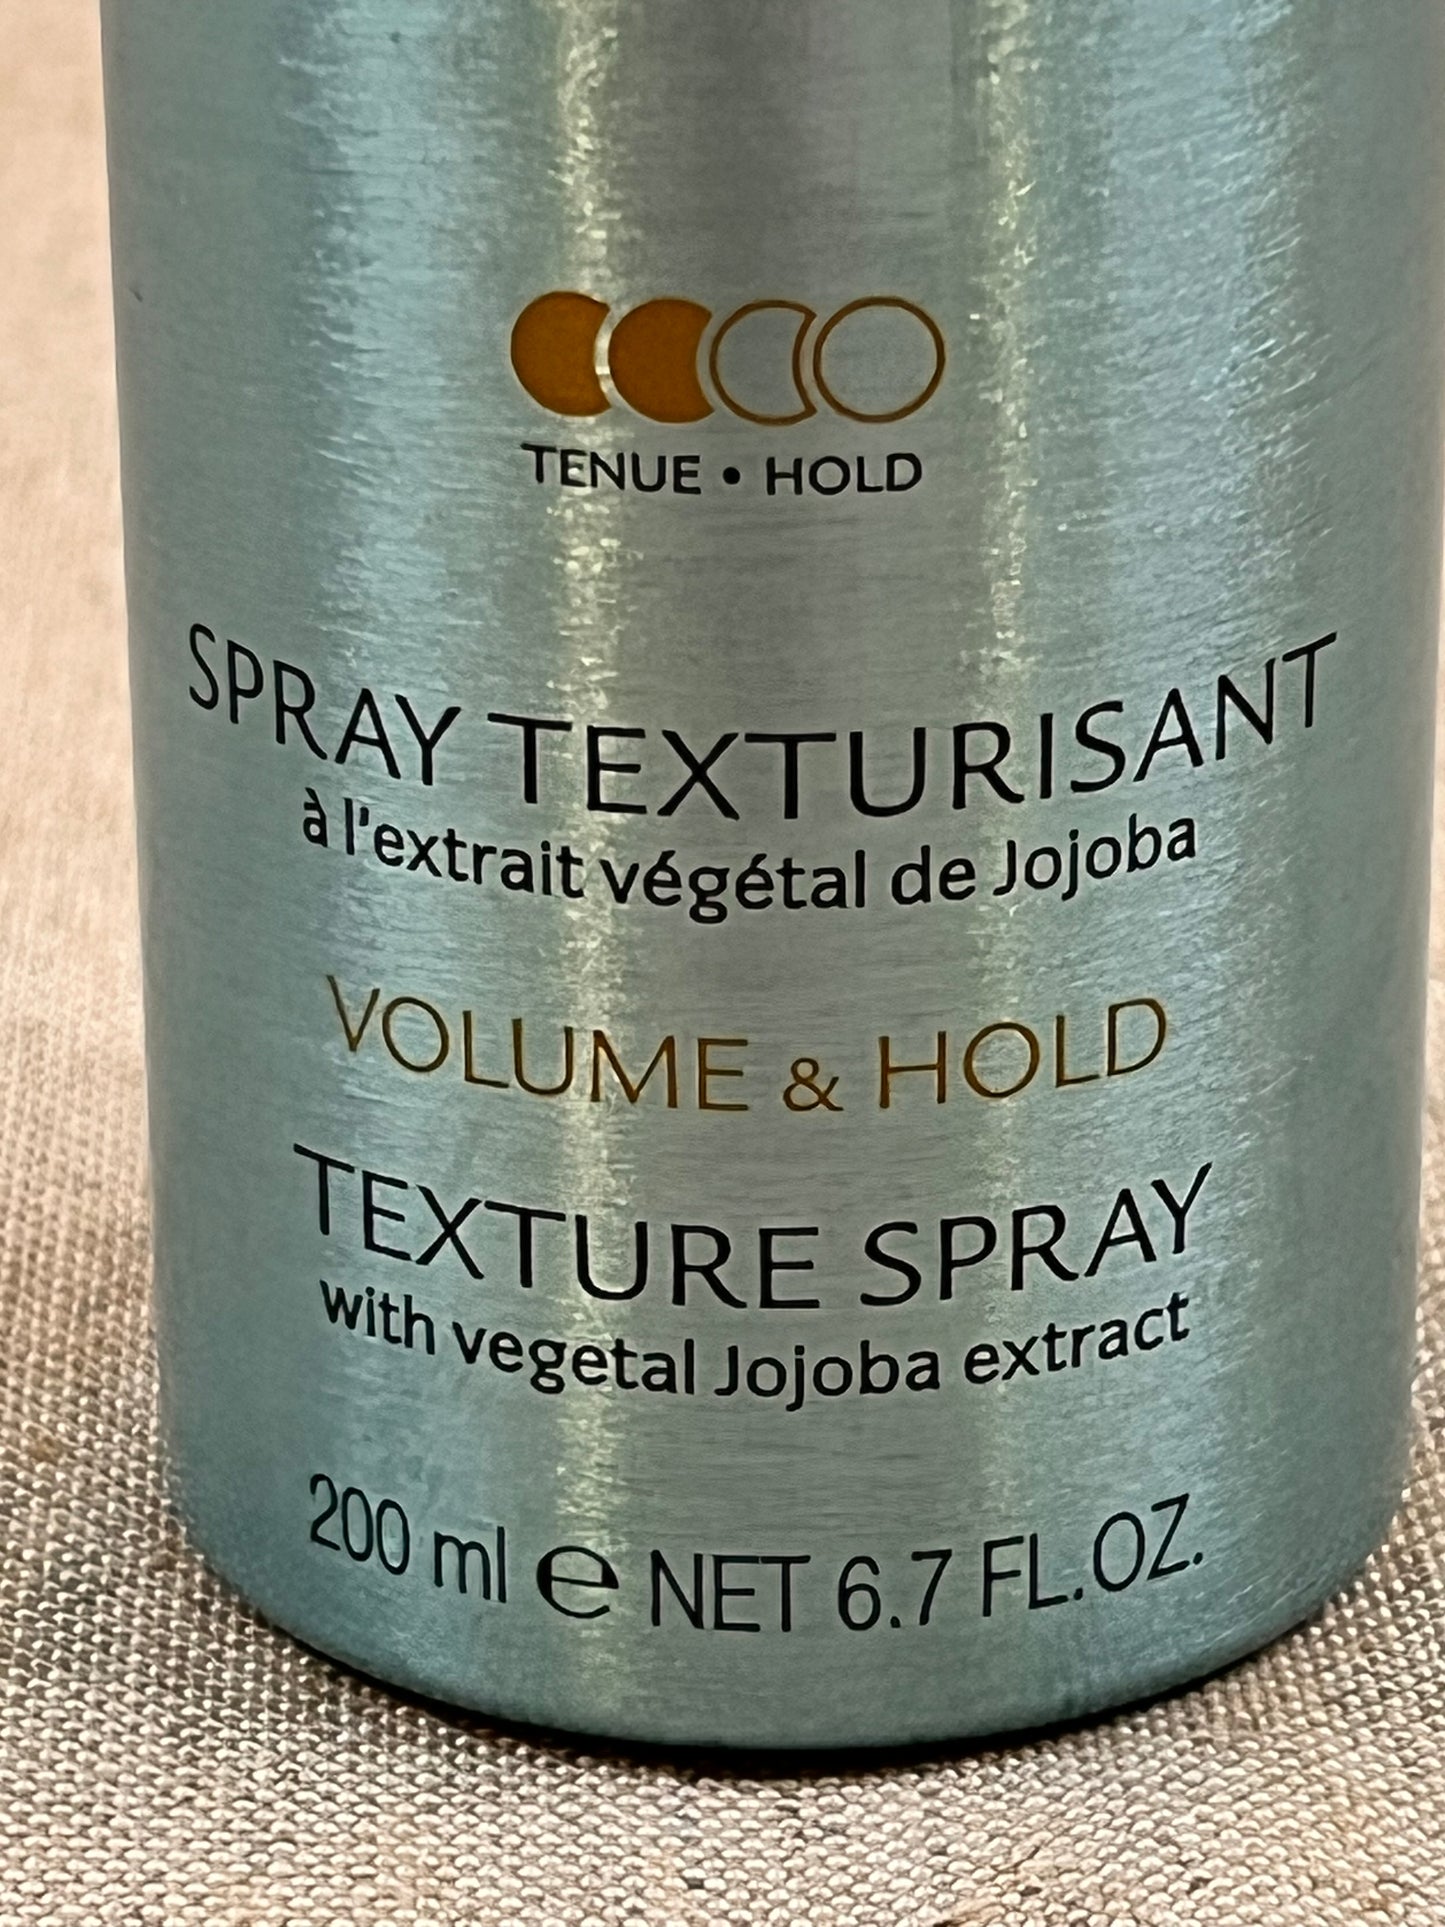 TENUE • HOLD
SPRAY TEXTURISANT
à l'extrait végétal de Jojoba
VOLUME & HOLD
TEXTURE SPRAY
with vegetal Jojoba extract
200 ml e NET 6.7 FL.OZ.